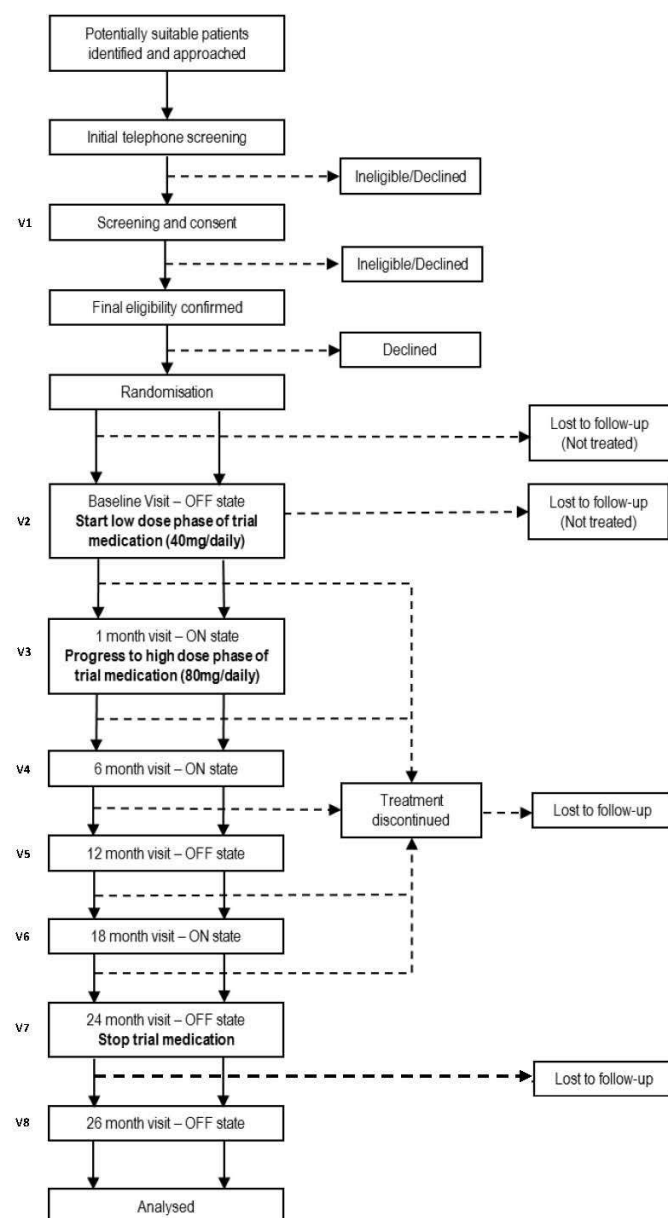 Potentially suitable patients
identified and approached
Initial telephone screening
Ineligible/Declined
V1
Screening and consent
Ineligible/Declined
Final eligibility confirmed
Declined
Randomisation
Lost to follow-up
(Not treated)
V2
Baseline Visit – OFF state
Start low dose phase of trial
medication (40mg/daily)
Lost to follow-up
(Not treated)
V3
1 month visit – ON state
Progress to high dose phase of
trial medication (80mg/daily)
V4
6 month visit – ON state
Treatment
discontinued
Lost to follow-up
V5
12 month visit – OFF state
V6
18 month visit – ON state
V7
24 month visit – OFF state
Stop trial medication
Lost to follow-up
V8
26 month visit – OFF state
Analysed